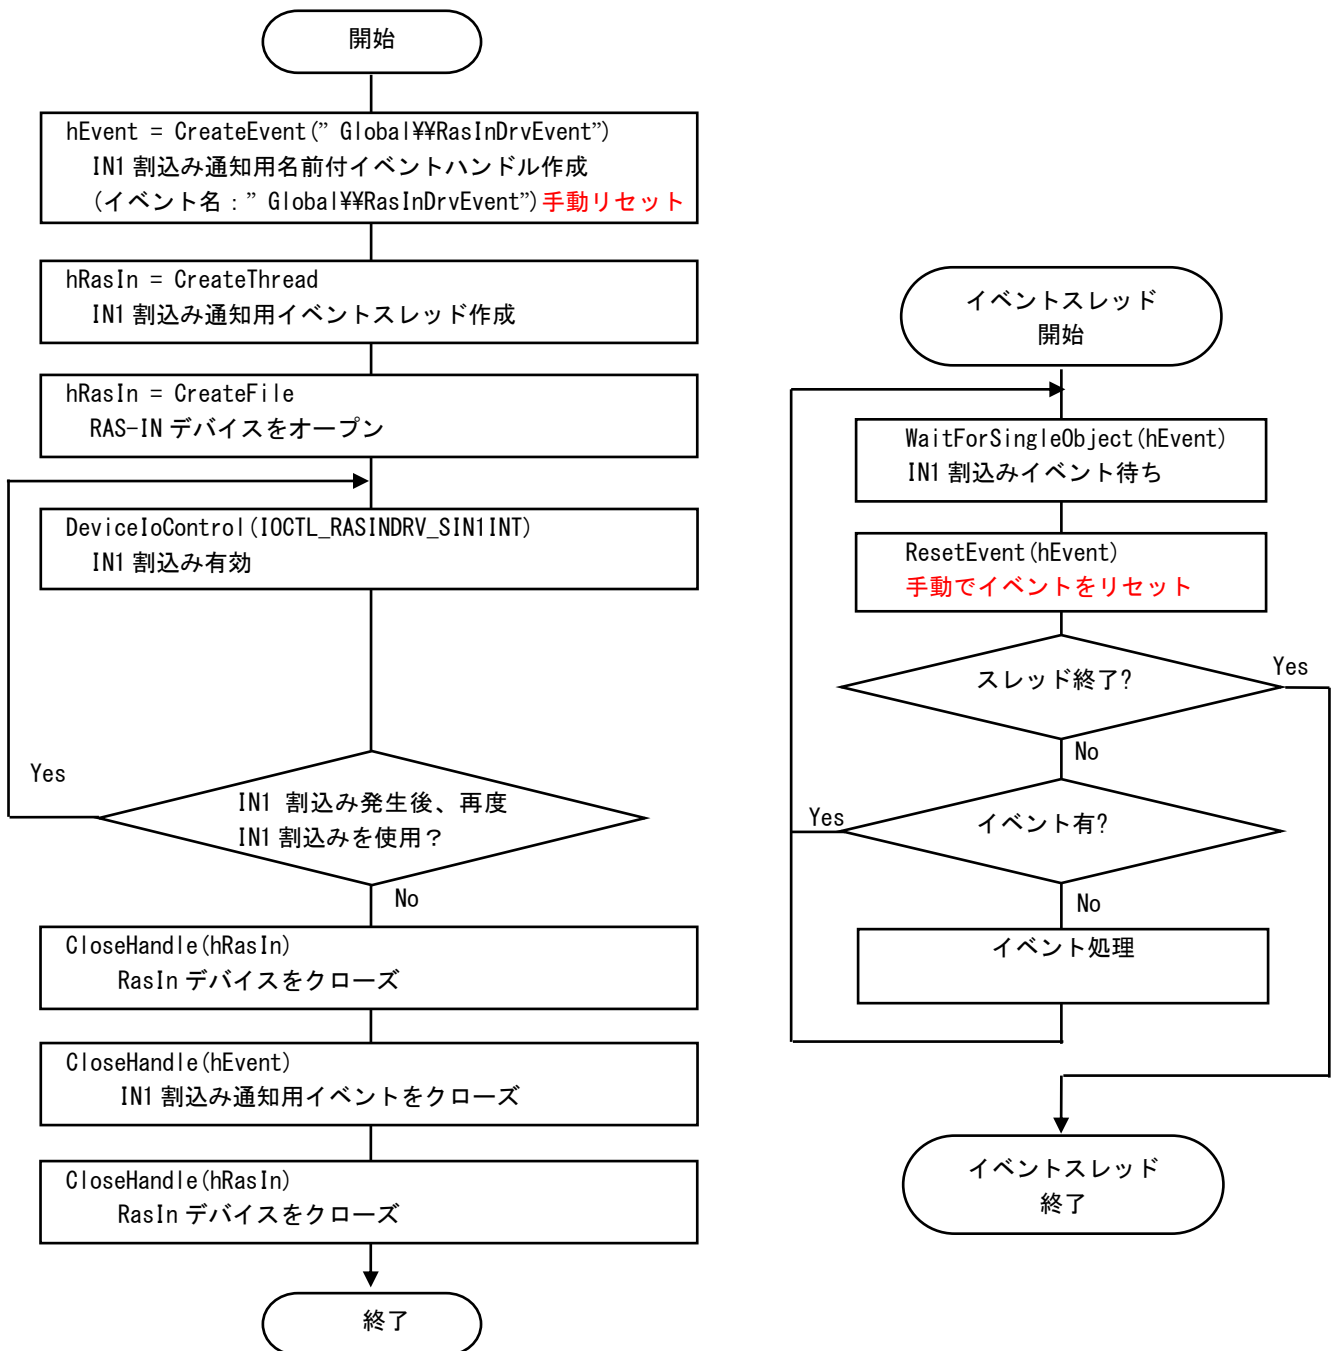 開始
hEvent = CreateEvent(” Global¥¥RasInDrvEvent”)
IN1 割込み通知用名前付イベントハンドル作成
(イベント名：” Global¥¥RasInDrvEvent”)手動リセット
hRasIn = CreateThread
IN1 割込み通知用イベントスレッド作成
hRasIn = CreateFile
RAS-IN デバイスをオープン
DeviceIoControl(IOCTL_RASINDRV_SIN1INT)
IN1 割込み有効
Yes
IN1 割込み発生後、再度
IN1 割込みを使用？
No
CloseHandle(hRasIn)
RasIn デバイスをクローズ
CloseHandle(hEvent)
IN1 割込み通知用イベントをクローズ
CloseHandle(hRasIn)
RasIn デバイスをクローズ
終了
イベントスレッド
開始
WaitForSingleObject(hEvent)
IN1 割込みイベント待ち
ResetEvent(hEvent)
手動でイベントをリセット
スレッド終了?
Yes
No
イベント有?
Yes
No
イベント処理
イベントスレッド
終了